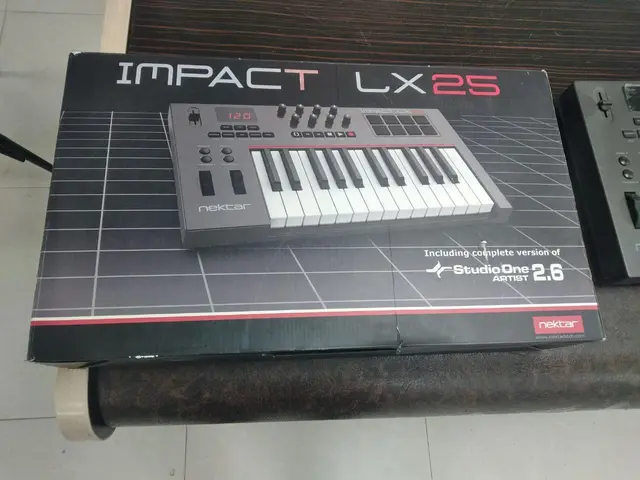 IMPACT LX25
120
nektar
Including complete version of
Studio One
ARTIST 2.6
nektar